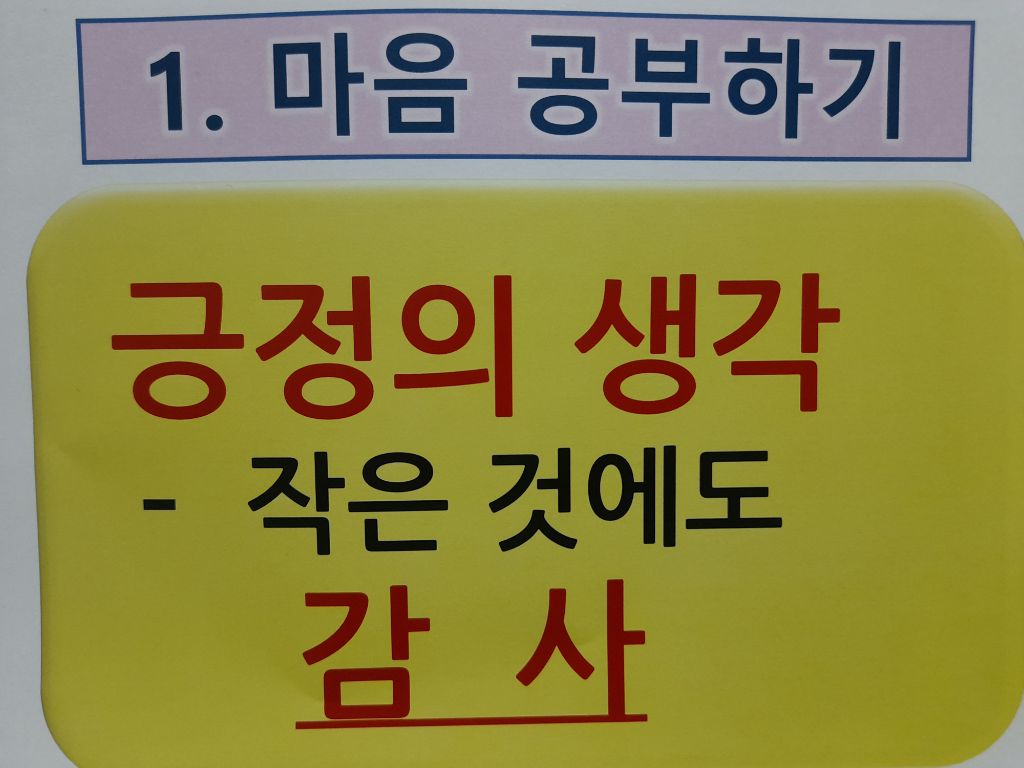 1. 마음 공부하기
긍정의 생각
- 작은 것에도
감 사